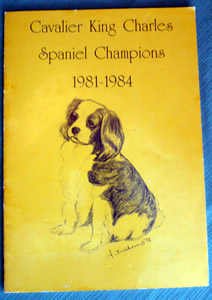 Cavalier King Charles
Spaniel Champions
1981-1984